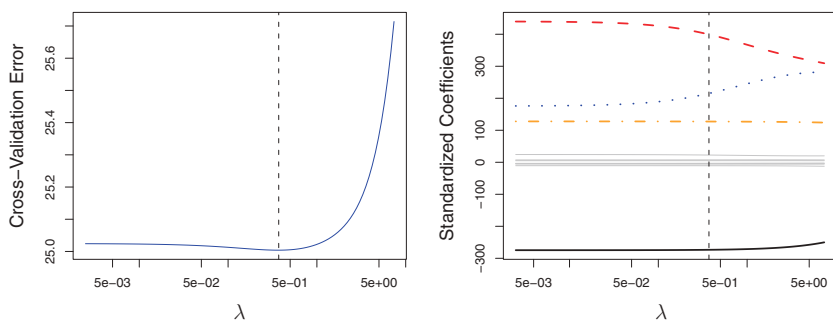 Cross-Validation Error
25.0 25.2 25.4 25.6
5e−03 5e−02 5e−01 5e+00
λ
Standardized Coefficients
−300 −100 0 100 300
5e−03 5e−02 5e−01 5e+00
λ